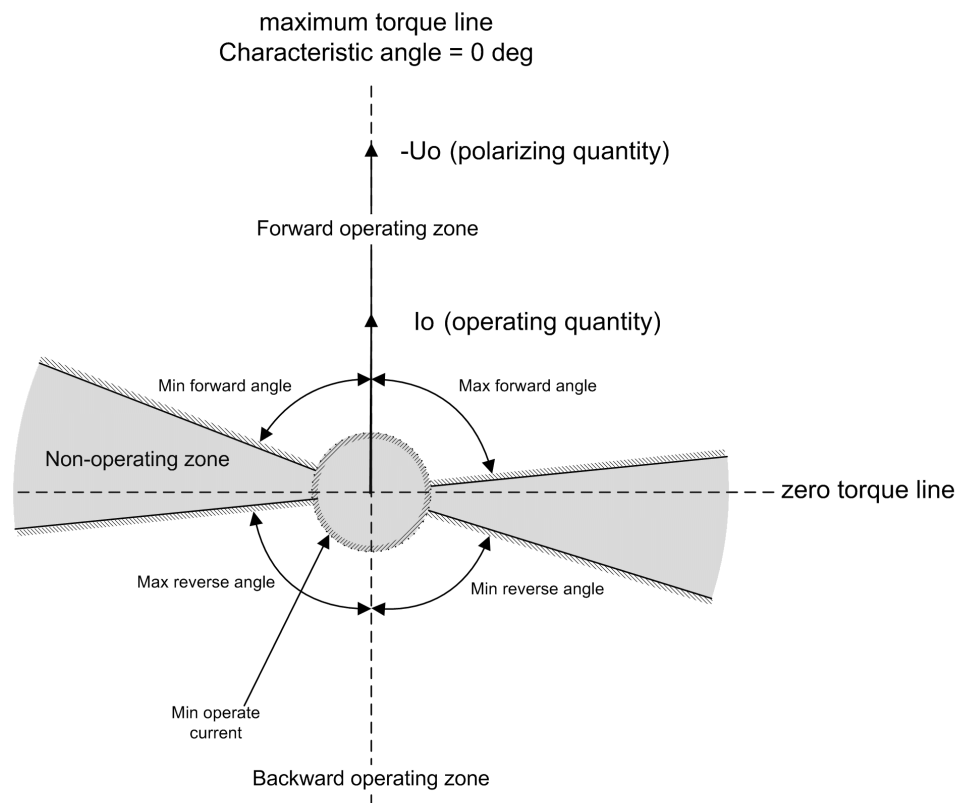 maximum torque line
Characteristic angle = 0 deg
-Uo (polarizing quantity)
Forward operating zone
Io (operating quantity)
Min forward angle
Max forward angle
Non-operating zone
zero torque line
Max reverse angle
Min reverse angle
Min operate
current
Backward operating zone